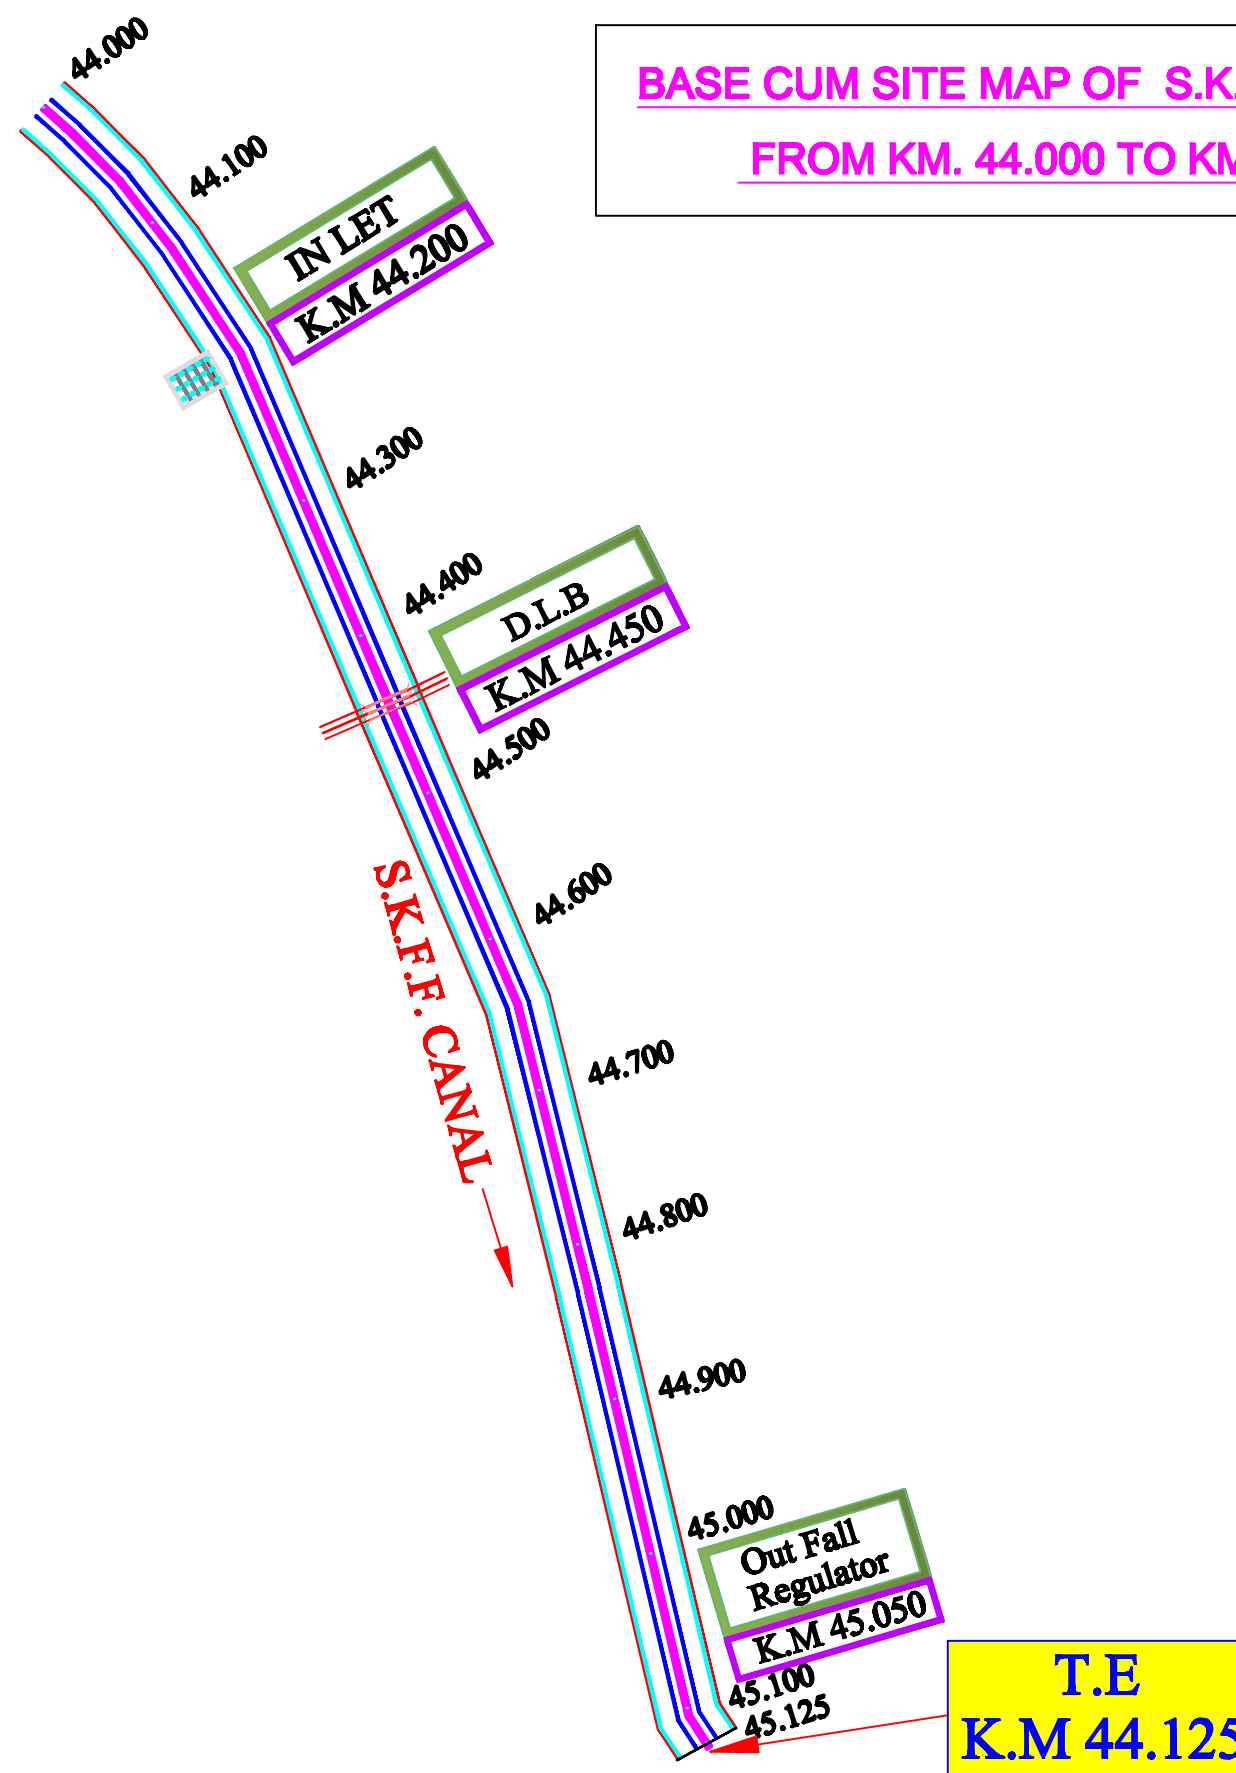 BASE CUM SITE MAP OF S.K.
FROM KM. 44.000 TO KM
44.000
44.100
IN LET
K.M 44.200
44.300
44.400
D.L.B
K.M 44.450
44.500
44.600
S.K.F.F. CANAL
44.700
44.800
44.900
45.000
Out Fall
Regulator
K.M 45.050
45.100
45.125
T.E
K.M 44.125